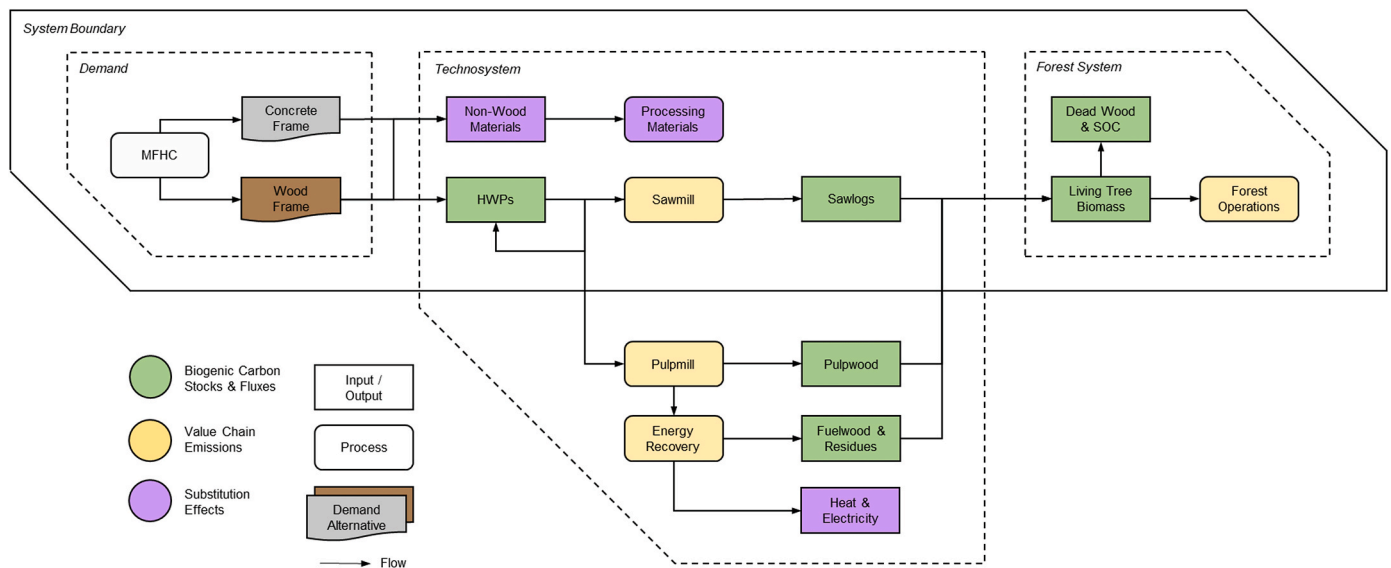 System Boundary
Demand
Technosystem
Forest System
Concrete
Frame
Non-Wood
Materials
Processing
Materials
Dead Wood
& SOC
MFHC
Wood
Frame
HWPs
Sawmill
Sawlogs
Living Tree
Biomass
Forest
Operations
Pulpmill
Pulpwood
Energy
Recovery
Fuelwood &
Residues
Heat &
Electricity
Biogenic Carbon
Stocks & Fluxes
Input /
Output
Value Chain
Emissions
Process
Substitution
Effects
Demand
Alternative
Flow